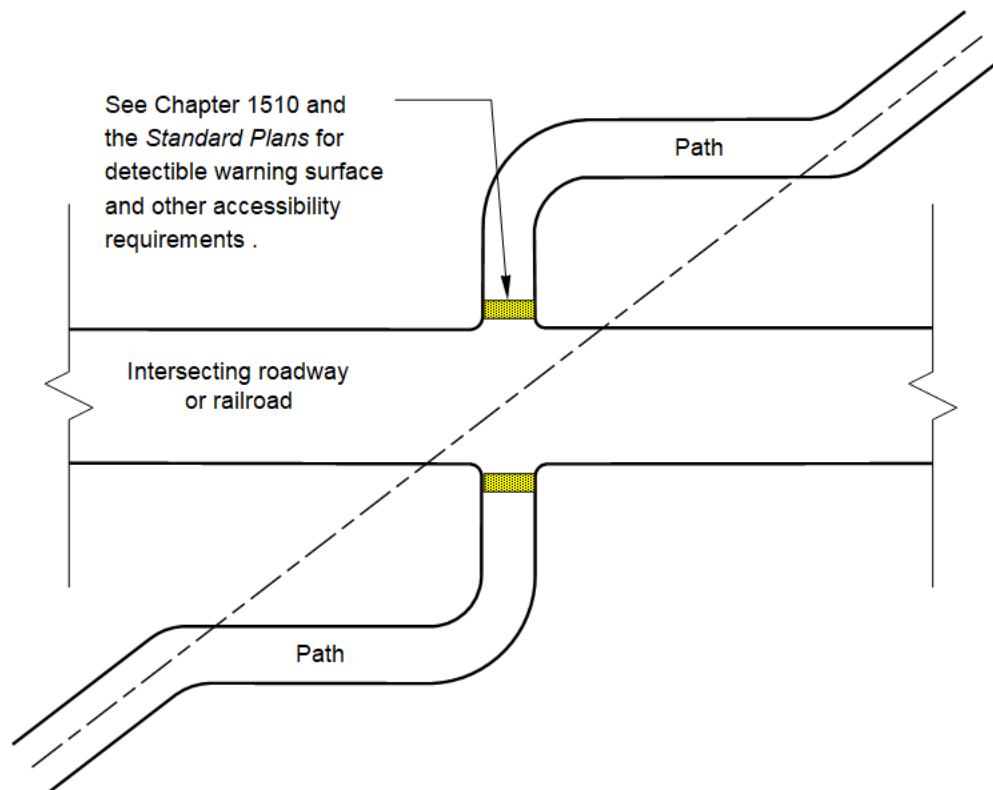 See Chapter 1510 and
the Standard Plans for
detectible warning surface
and other accessibility
requirements .
Path
Intersecting roadway
or railroad
Path